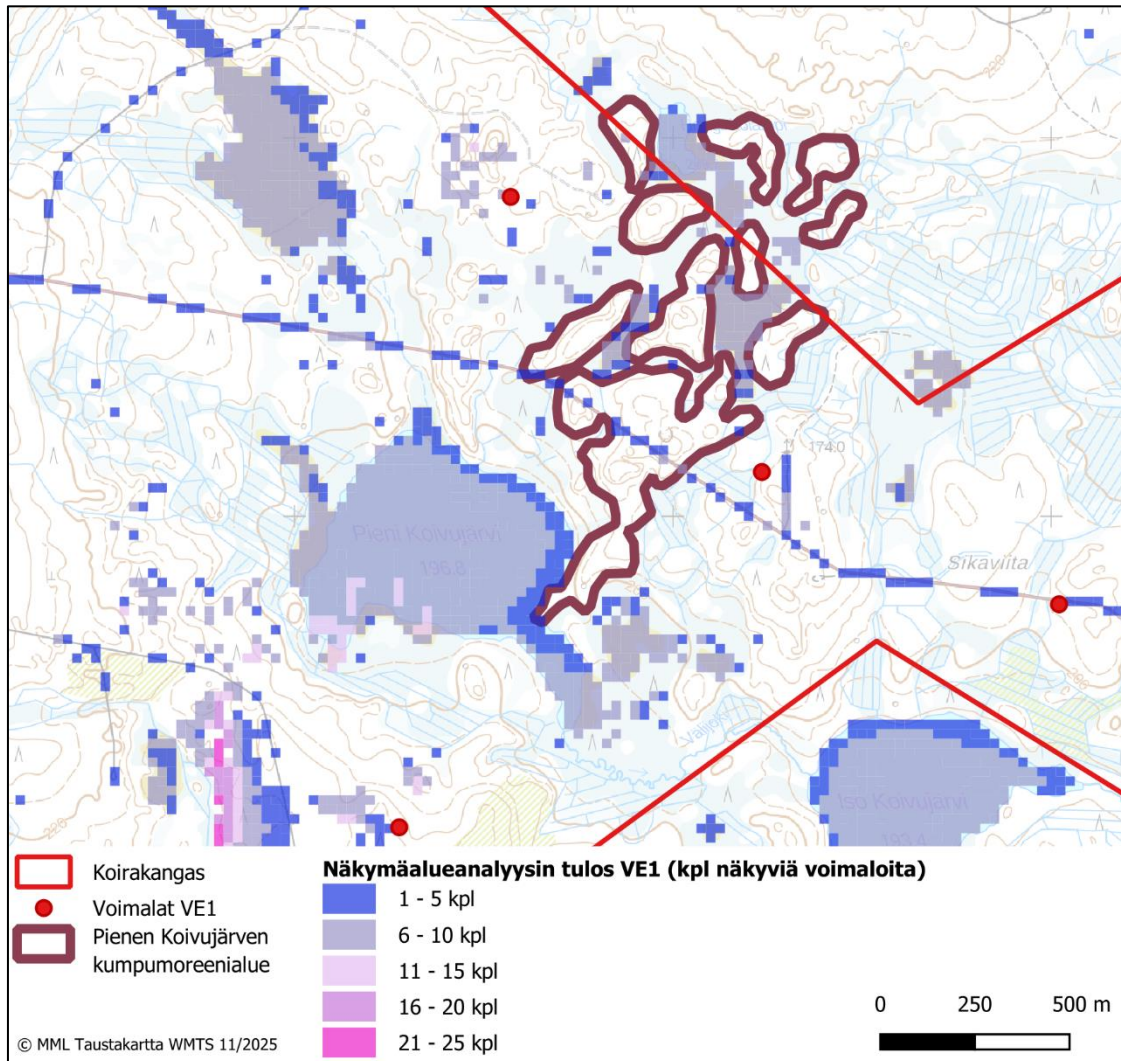 Pieni Koivujärvi
196.8
174.0
Sikaviita
Iso Koivujärvi
193.4
Koirakangas
Voimalat VE1
Pienen Koivujärven
kumpumoreenialue
Näkymäalueanalyysin tulos VE1 (kpl näkyviä voimaloita)
1 - 5 kpl
6 - 10 kpl
11 - 15 kpl
16 - 20 kpl
21 - 25 kpl
0 250 500 m
© MML Taustakartta WMTS 11/2025